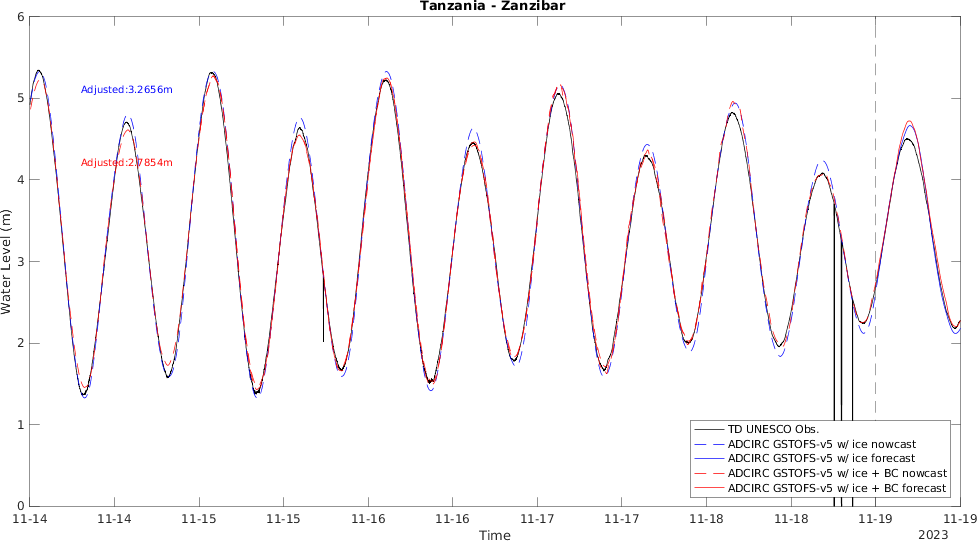 Tanzania - Zanzibar
6
5
4
3
2
1
0
Water Level (m)
Adjusted:3.2656m
Adjusted:2.7854m
TD UNESCO Obs.
ADCIRC GSTOFS-v5 w/ ice nowcast
ADCIRC GSTOFS-v5 w/ ice forecast
ADCIRC GSTOFS-v5 w/ ice + BC nowcast
ADCIRC GSTOFS-v5 w/ ice + BC forecast
11-14 11-14 11-15 11-15 11-16 11-16 11-17 11-17 11-18 11-18 11-19 11-19
Time
2023